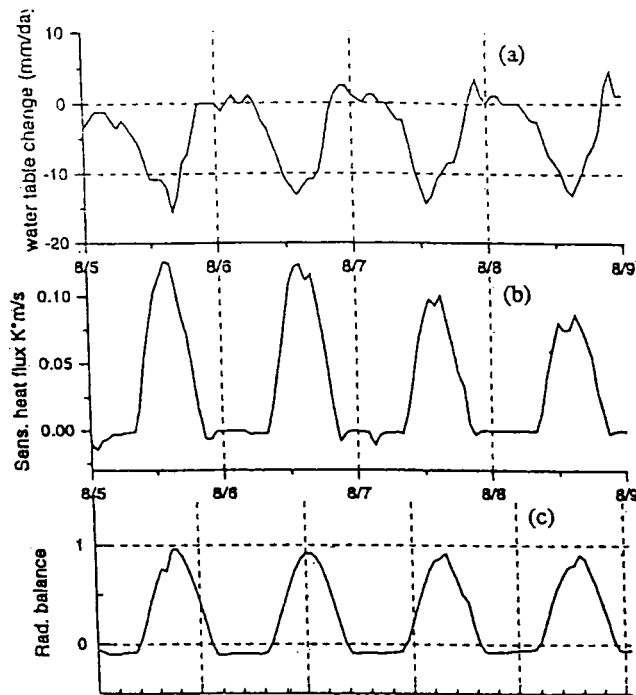 10
(a)
0
-10
-20
water table change (mm/day)
8/5 8/6 8/7 8/8 8/9
(b)
0.10
0.05
0.00
Sens. heat flux K°m/s
8/5 8/6 8/7 8/8 8/9
(c)
1
0
Rad. balance